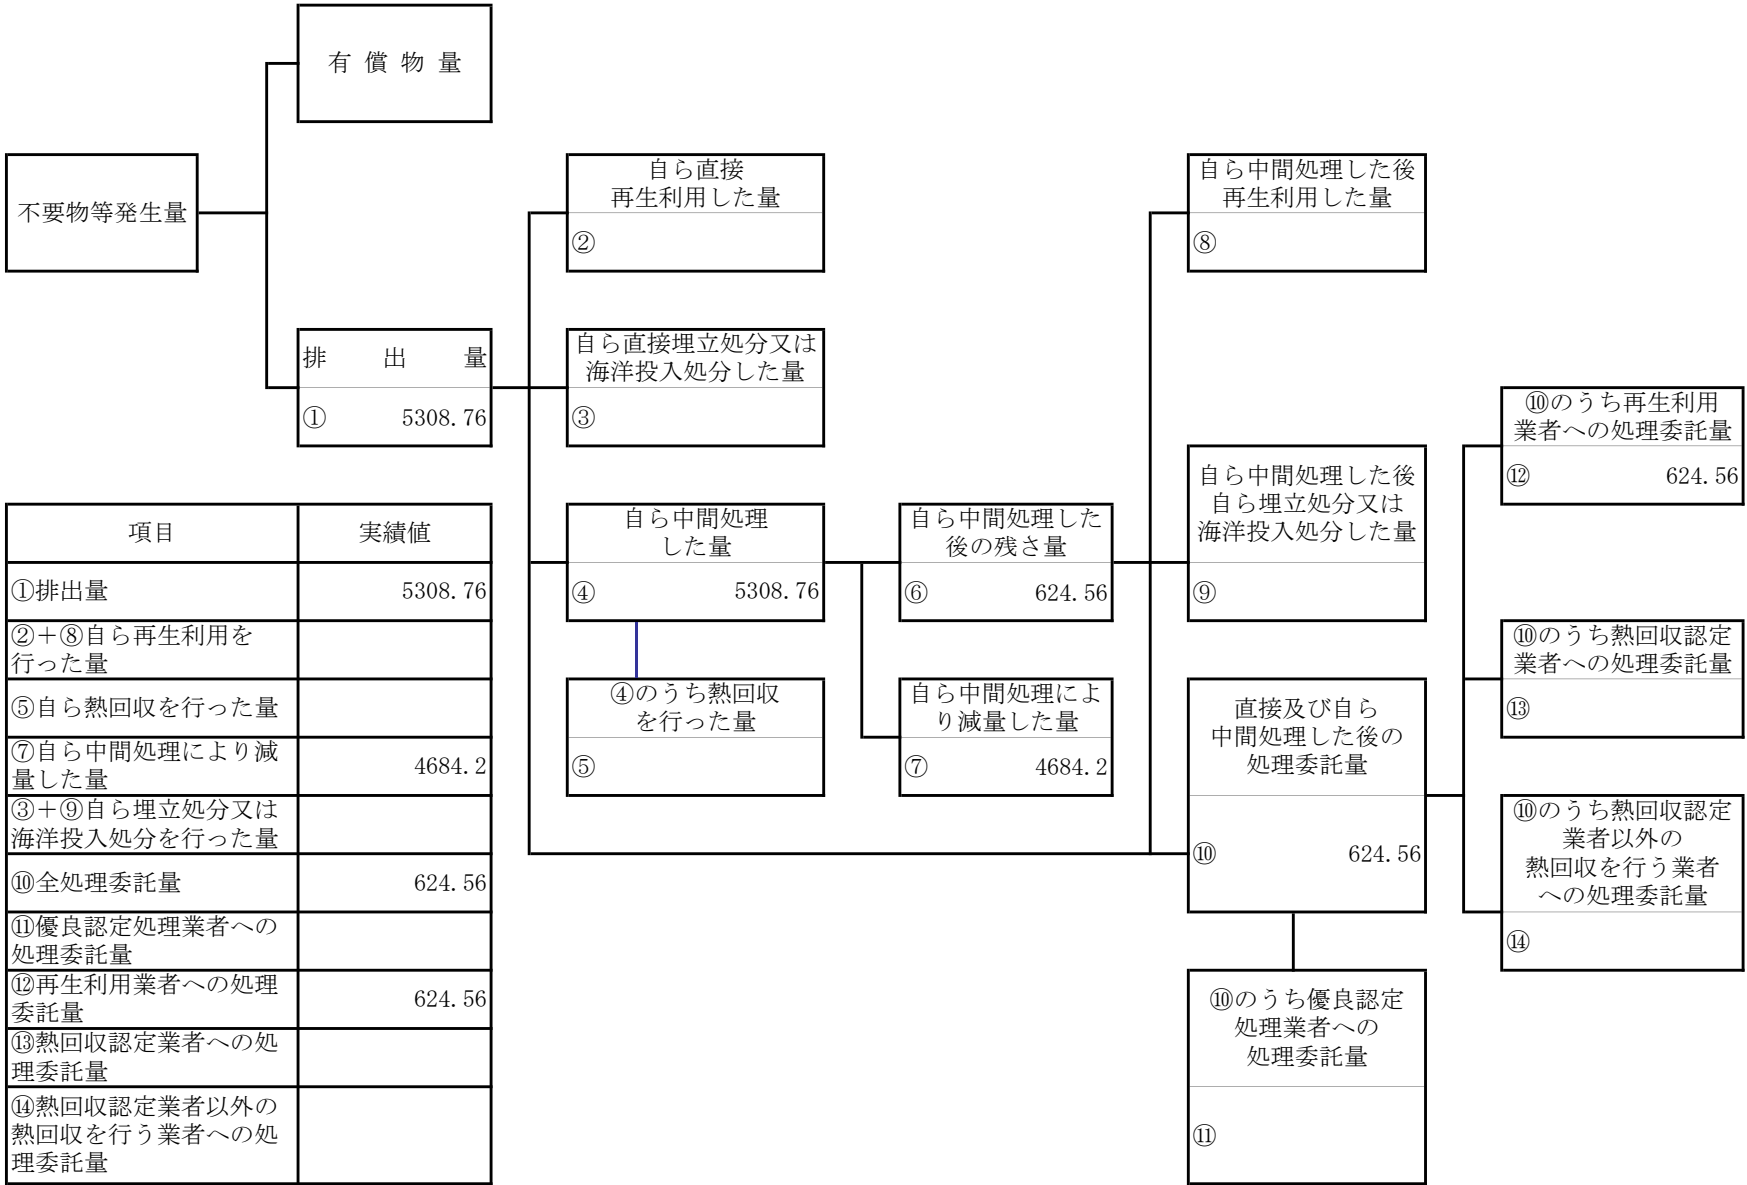 有償物量
不要物等発生量
排出量
① 5308.76
自ら直接
再生利用した量
②
自ら直接埋立処分又は
海洋投入処分した量
③
自ら中間処理
した量
④ 5308.76
④のうち熱回収
を行った量
⑤
自ら中間処理した
後の残さ量
⑥ 624.56
自ら中間処理によ
り減量した量
⑦ 4684.2
自ら中間処理した後
再生利用した量
⑧
自ら中間処理した後
自ら埋立処分又は
海洋投入処分した量
⑨
直接及び自ら
中間処理した後の
処理委託量
⑩ 624.56
⑩のうち優良認定
処理業者への
処理委託量
⑪
⑩のうち再生利用
業者への処理委託量
⑫ 624.56
⑩のうち熱回収認定
業者への処理委託量
⑬
⑩のうち熱回収認定
業者以外の
熱回収を行う業者
への処理委託量
⑭
項目 実績値
①排出量 5308.76
②＋⑧自ら再生利用を
行った量
⑤自ら熱回収を行った量
⑦自ら中間処理により減
量した量 4684.2
③＋⑨自ら埋立処分又は
海洋投入処分を行った量
⑩全処理委託量 624.56
⑪優良認定処理業者への
処理委託量
⑫再生利用業者への処理
委託量 624.56
⑬熱回収認定業者への処
理委託量
⑭熱回収認定業者以外の
熱回収を行う業者への処
理委託量